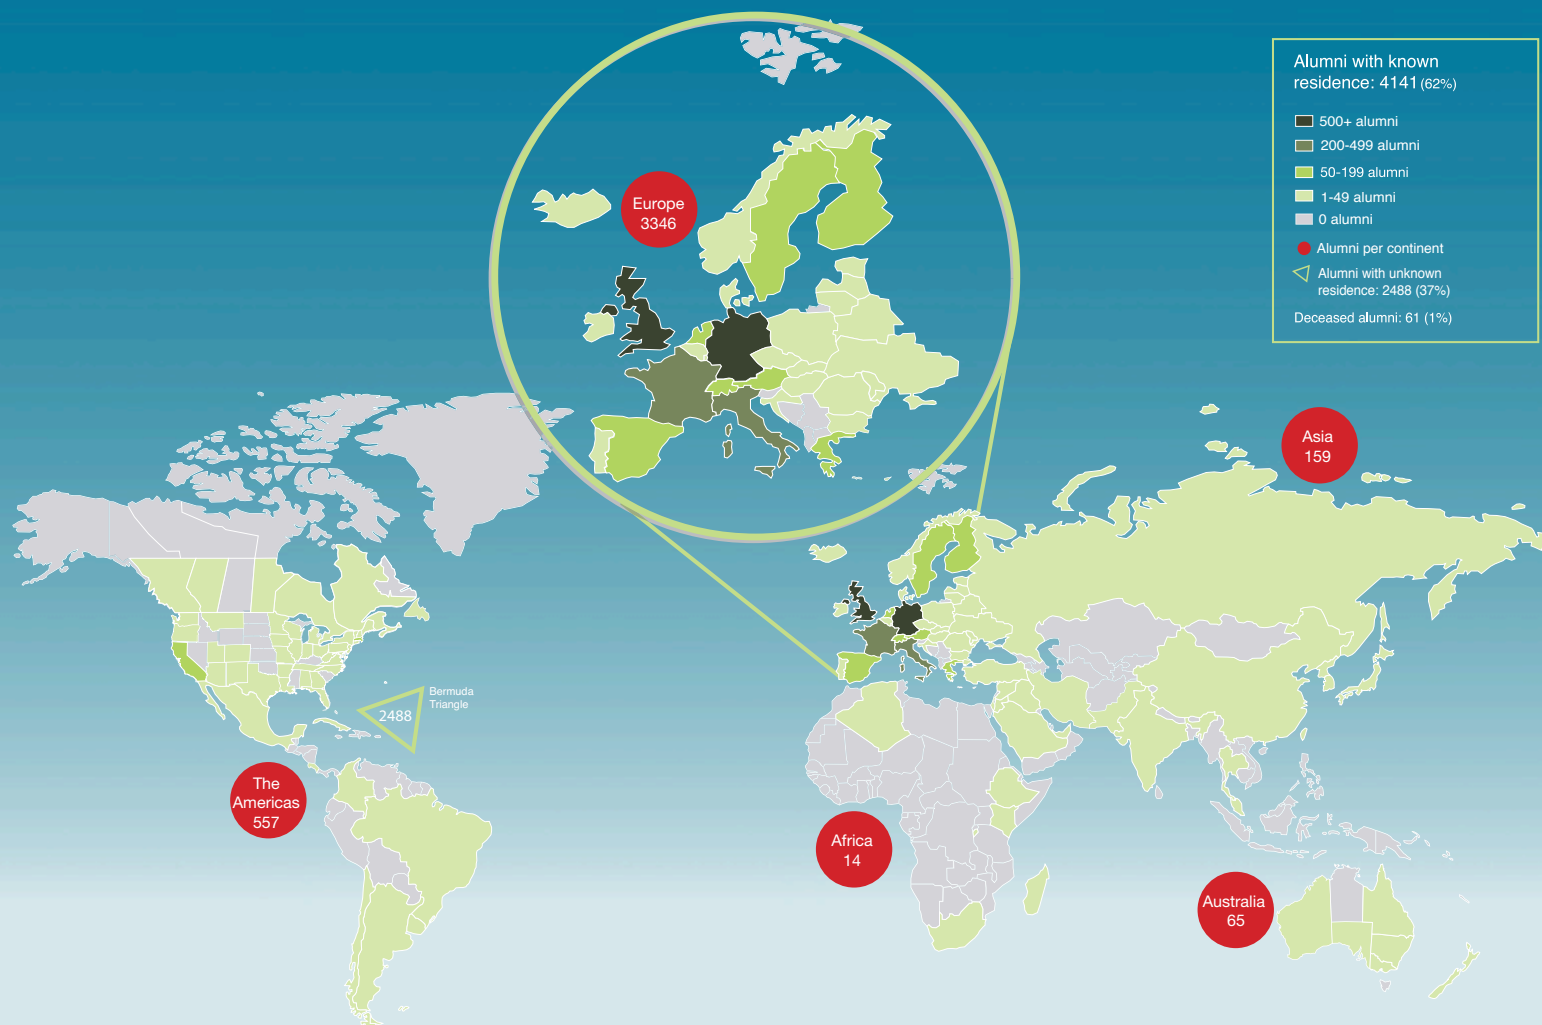 Alumni with known
residence: 4141 (62%)
500+ alumni
200-499 alumni
50-199 alumni
1-49 alumni
0 alumni
Alumni per continent
Alumni with unknown
residence: 2488 (37%)
Deceased alumni: 61 (1%)
Europe
3346
Asia
159
Bermuda
Triangle
2488
The
Americas
557
Africa
14
Australia
65